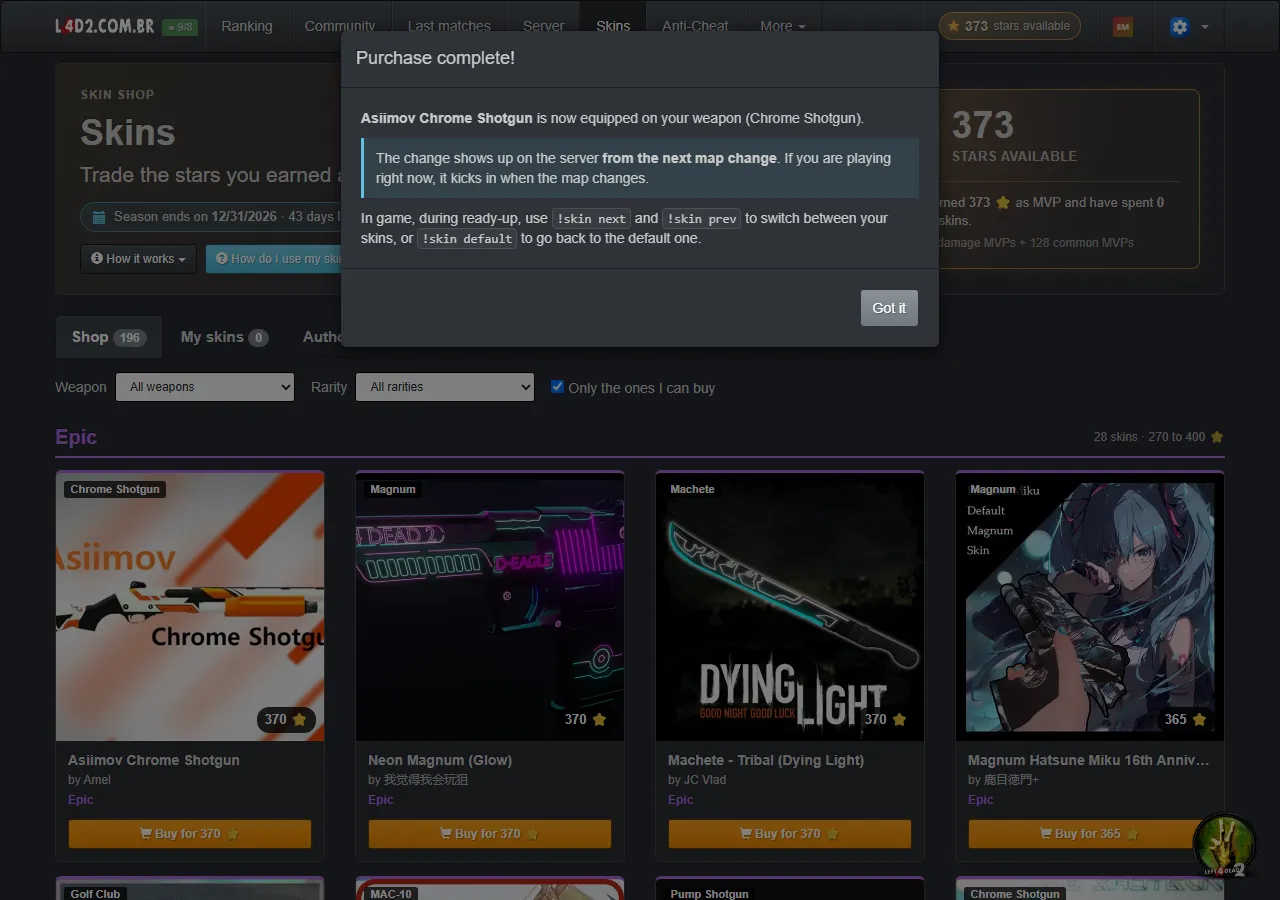 L4D2.COM.BR 9/8 Ranking Community Last matches Server Skins Anti-Cheat More 373 stars available EM
Purchase complete!
Asiimov Chrome Shotgun is now equipped on your weapon (Chrome Shotgun).
The change shows up on the server from the next map change. If you are playing
right now, it kicks in when the map changes.
In game, during ready-up, use !skin next and !skin prev to switch between your
skins, or !skin default to go back to the default one.
Got it
SKIN SHOP
Skins
Trade the stars you earned
Season ends on 12/31/2026 · 43 days
How it works How do I use my
373
STARS AVAILABLE
373 as MVP and have spent 0
skins.
damage MVPs + 128 common MVPs
Shop 196 My skins 0
Weapon All weapons Rarity All rarities Only the ones I can buy
Epic 28 skins · 270 to 400
Chrome Shotgun
Asiimov
Chrome Shotgu
370
Asiimov Chrome Shotgun
by Amel
Epic
Buy for 370
Magnum
4 DEAD 2
D-EAGLE
370
Neon Magnum (Glow)
by 我觉得我会玩狙
Epic
Buy for 370
Machete
DYING
LIGHT
GOOD NIGHT GOOD LUCK
370
Machete - Tribal (Dying Light)
by JC Vlad
Epic
Buy for 370
Magnum iku
Default
Magnum
Skin
365
Magnum Hatsune Miku 16th Anniv...
by 鹿目徳門+
Epic
Buy for 365
LEFT 4 DEAD 2
Golf Club
MAC-10
Pump Shotgun
Chrome Shotgun